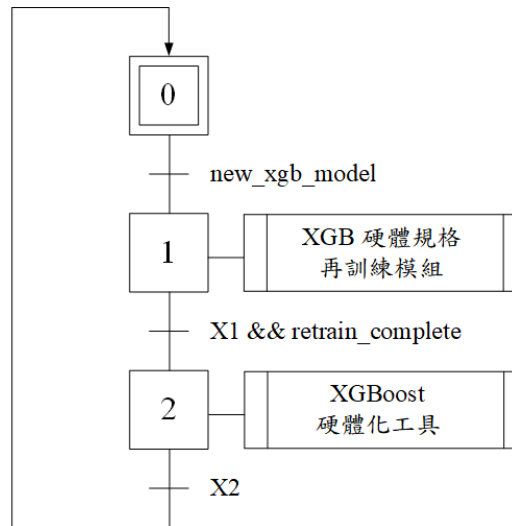 0
new_xgb_model
1
XGB 硬體規格
再訓練模組
X1 && retrain_complete
2
XGBoost
硬體化工具
X2